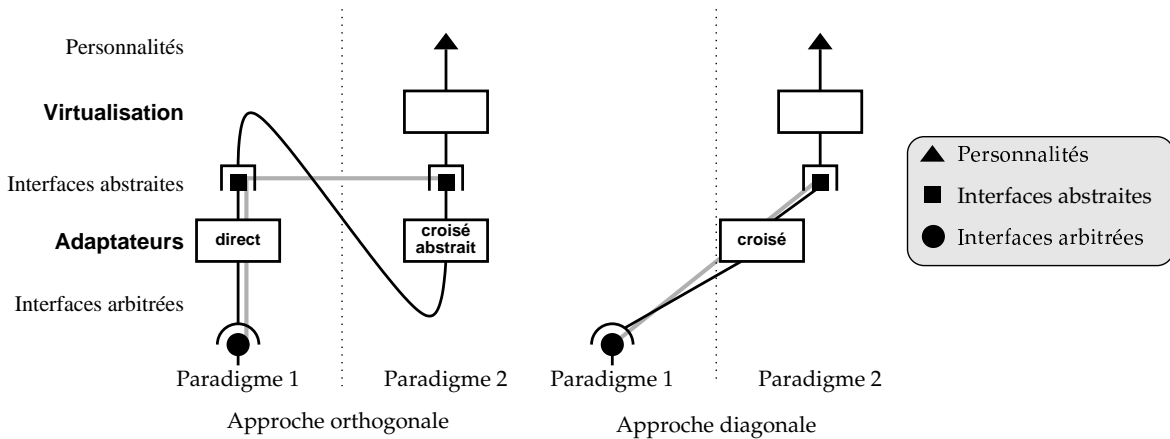 Personnalités
Virtualisation
Interfaces abstraites
Adaptateurs
Interfaces arbitrées
direct
croisé
abstrait
croisé
Paradigme 1
Paradigme 2
Paradigme 1
Paradigme 2
Approche orthogonale
Approche diagonale
Personnalités
Interfaces abstraites
Interfaces arbitrées